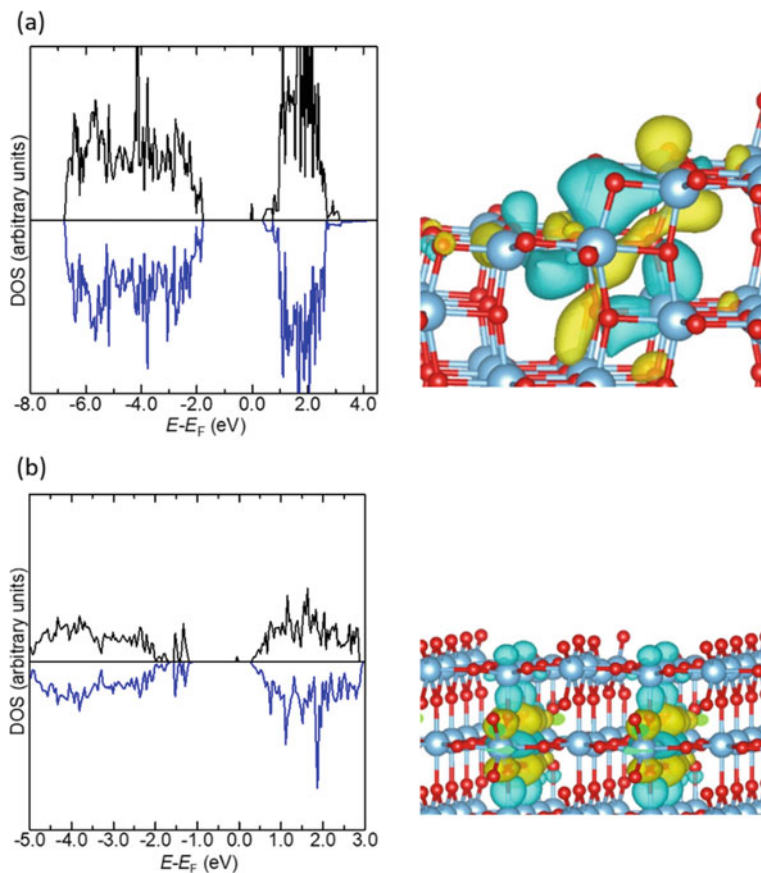 (a)
DOS (arbitrary units)
-8.0 -6.0 -4.0 -2.0 0.0 2.0 4.0
E-E_F (eV)
(b)
DOS (arbitrary units)
-5.0 -4.0 -3.0 -2.0 -1.0 0.0 1.0 2.0 3.0
E-E_F (eV)